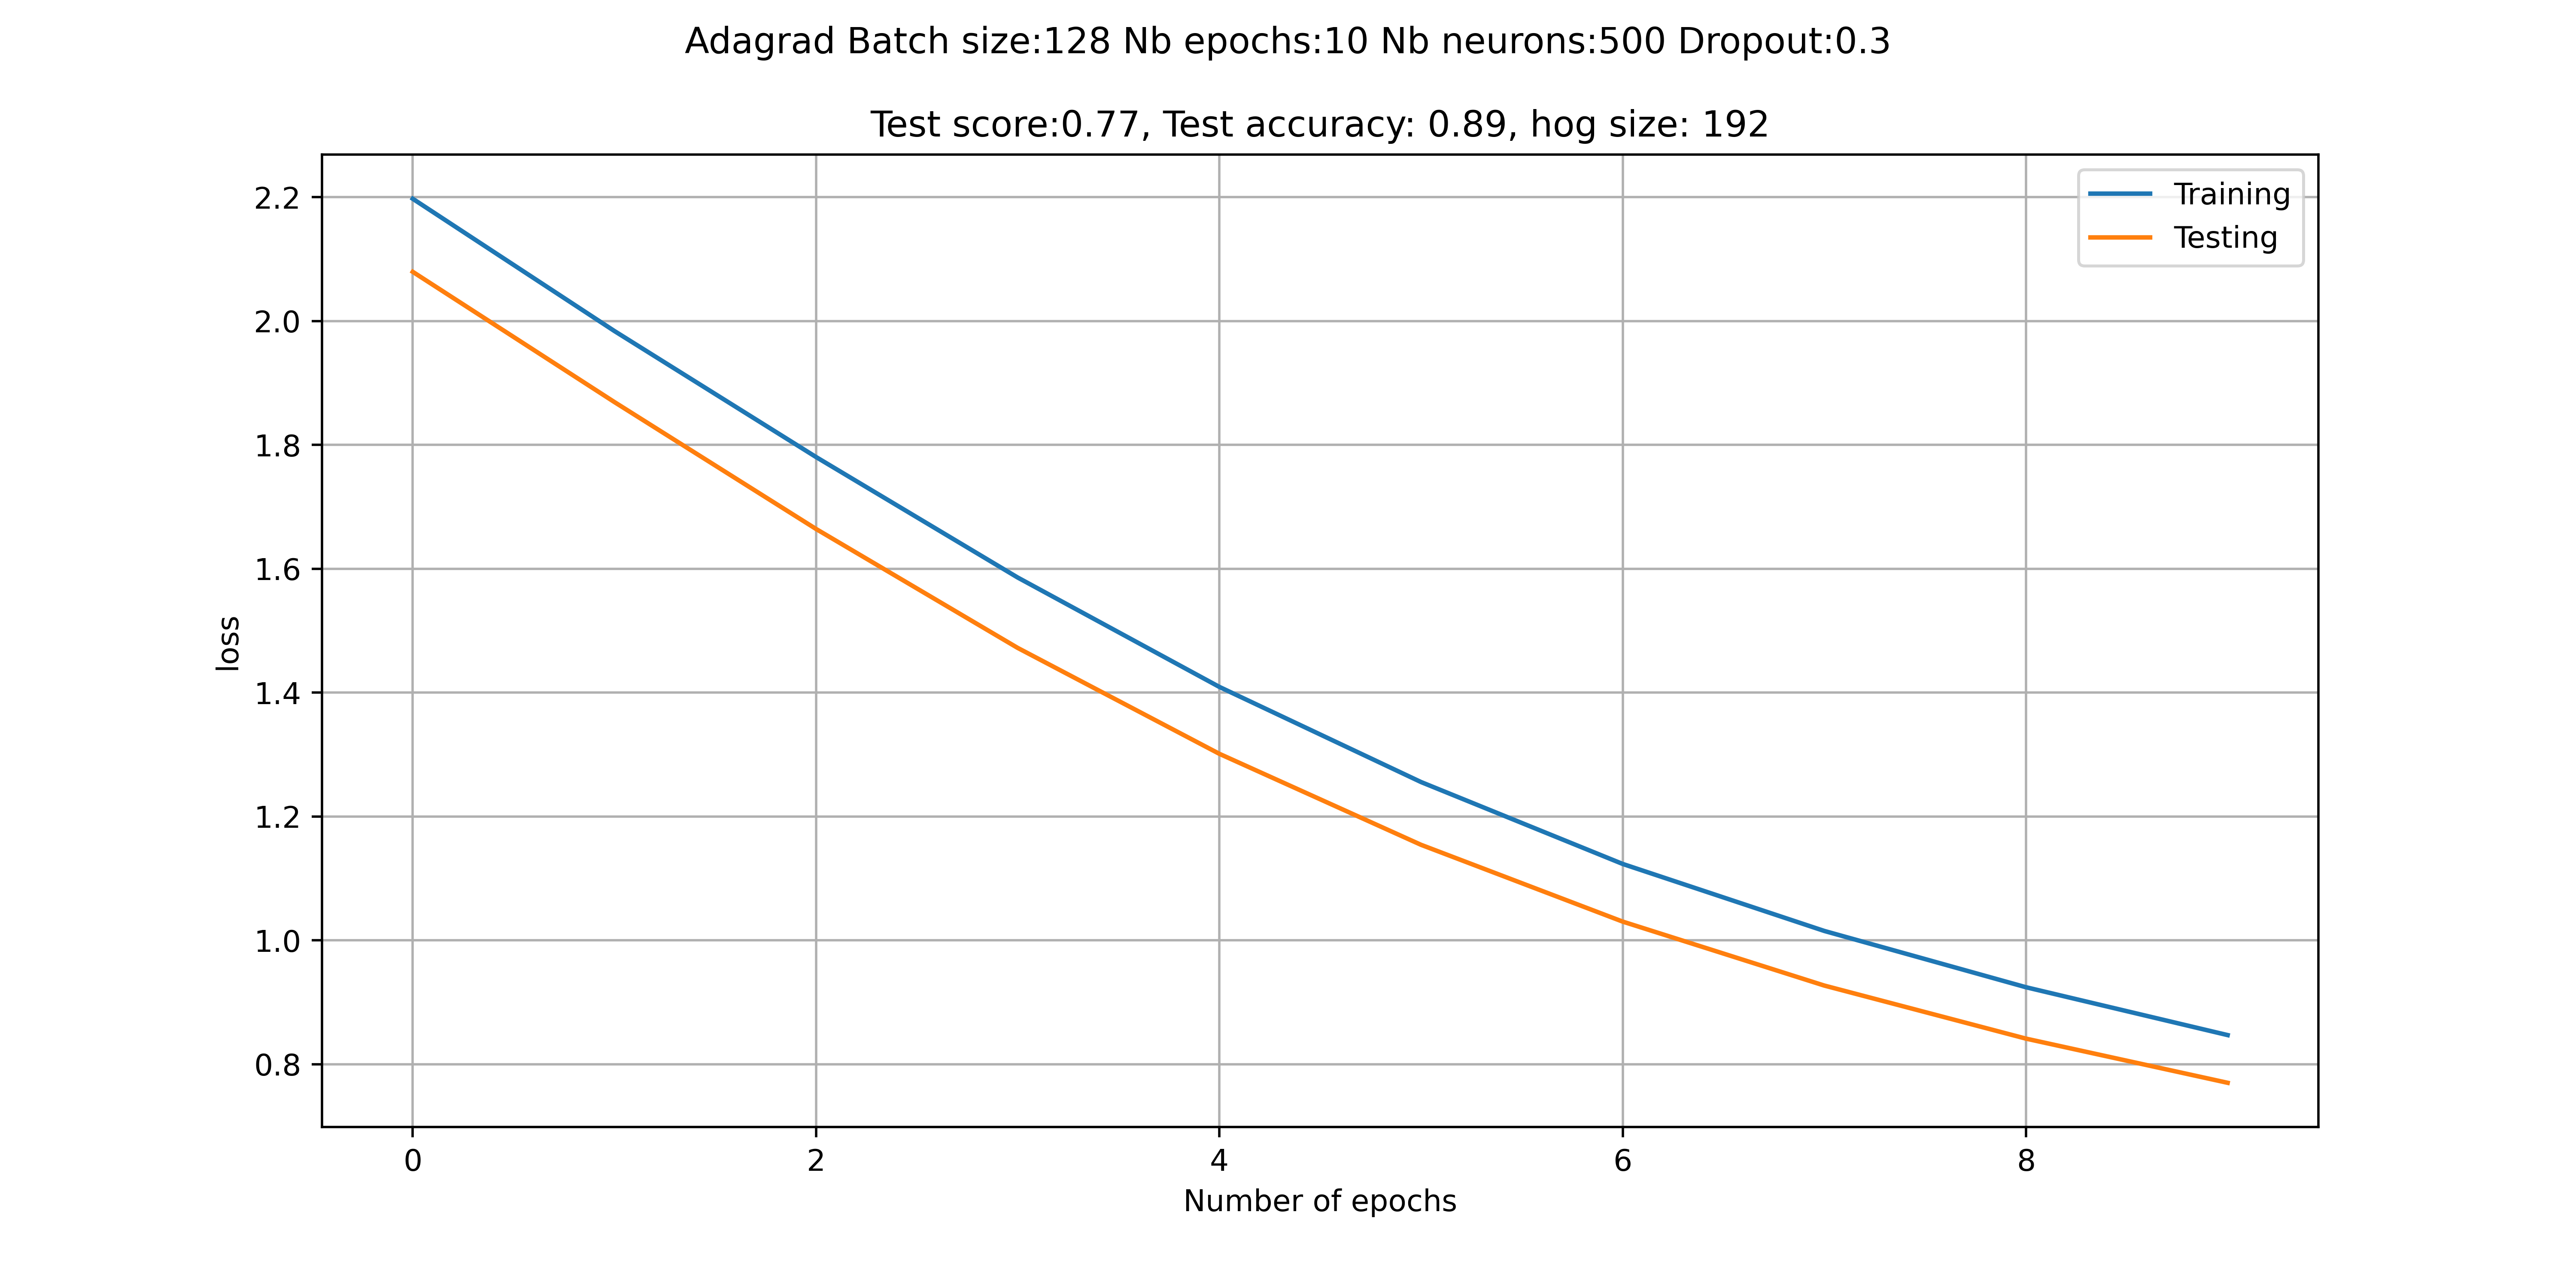 Adagrad Batch size:128 Nb epochs:10 Nb neurons:500 Dropout:0.3
Test score:0.77, Test accuracy: 0.89, hog size: 192
Training
Testing
2.2
2.0
1.8
1.6
1.4
1.2
1.0
0.8
loss
0 2 4 6 8
Number of epochs